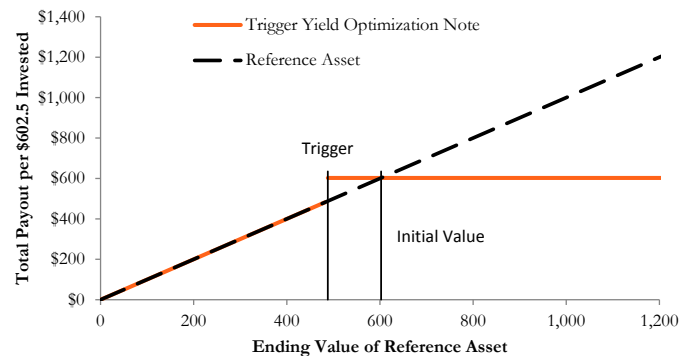 $1,400
$1,200
$1,000
$800
$600
$400
$200
$0
Total Payout per $602.5 Invested
Trigger Yield Optimization Note
Reference Asset
Trigger
Initial Value
0
200
400
600
800
1,000
1,200
Ending Value of Reference Asset